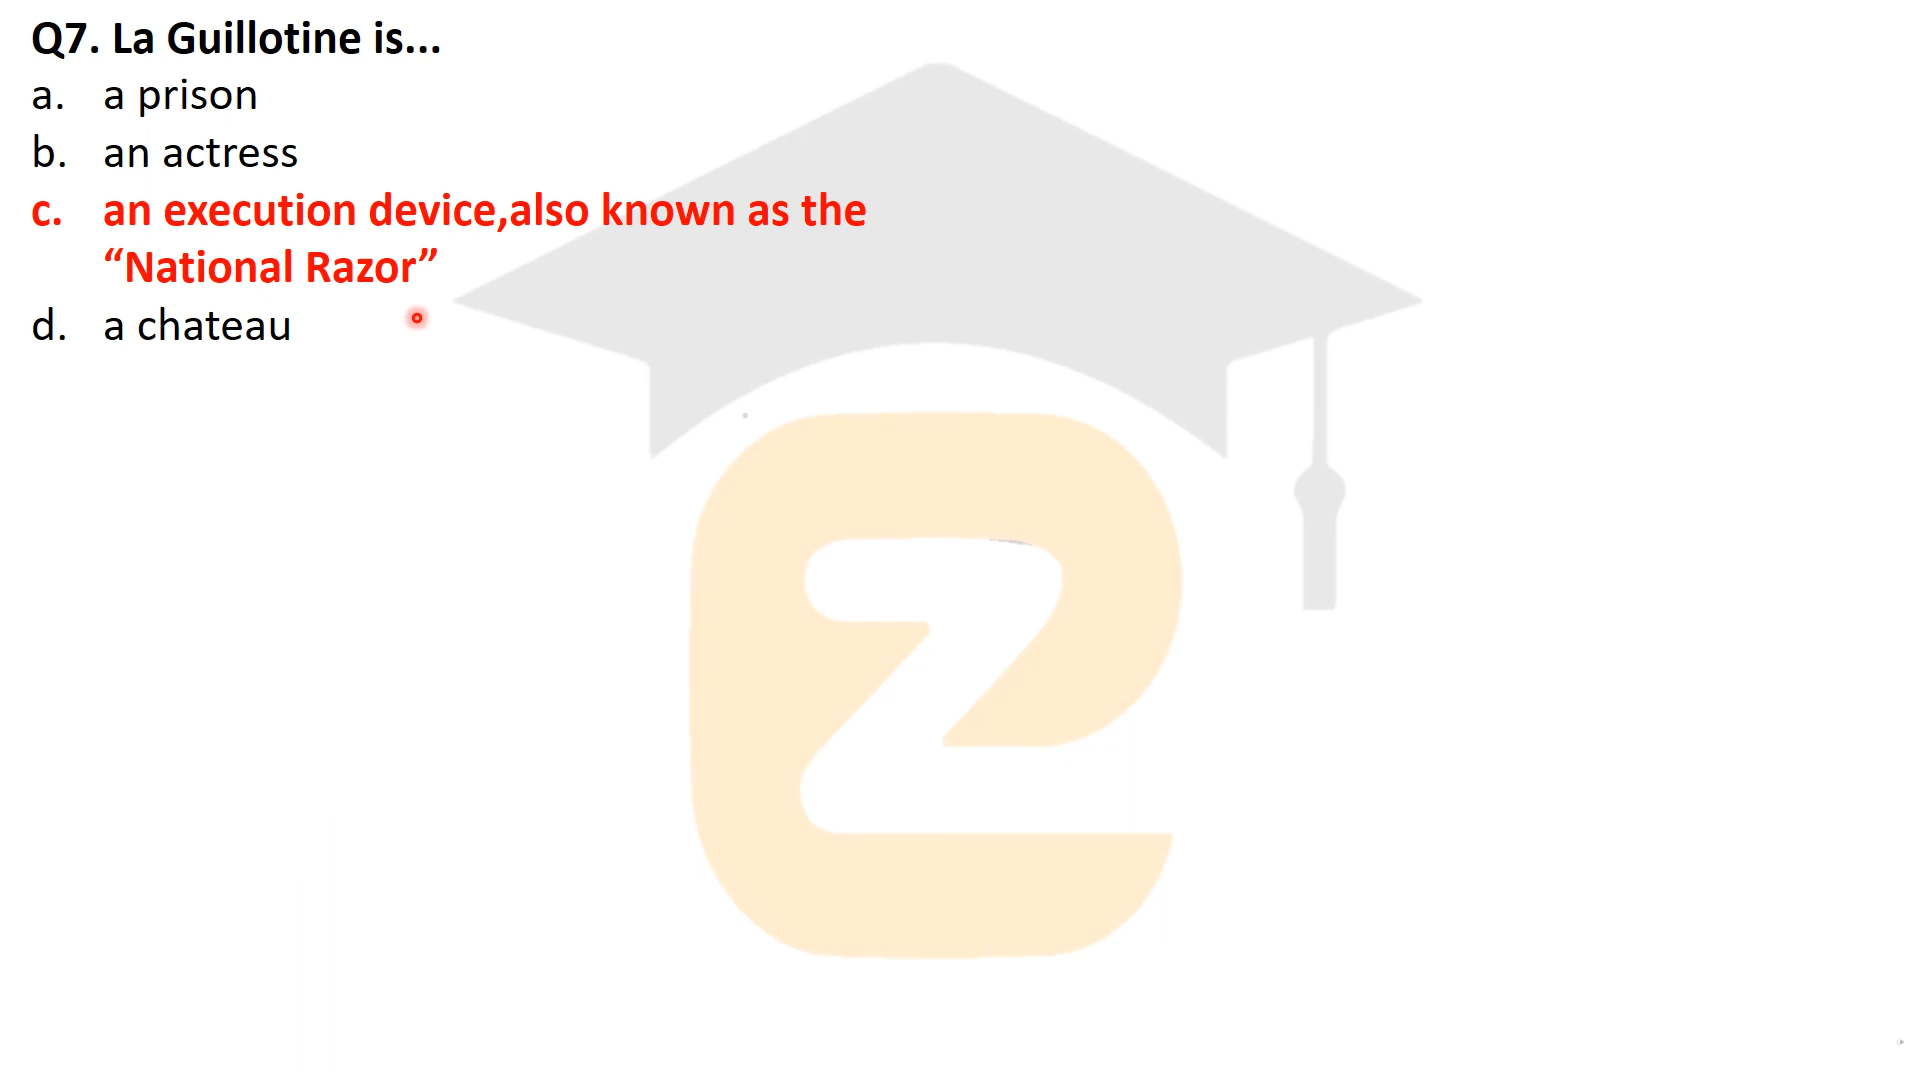 Q7. La Guillotine is...
a. a prison
b. an actress
c. an execution device,also known as the
“National Razor”
d. a chateau